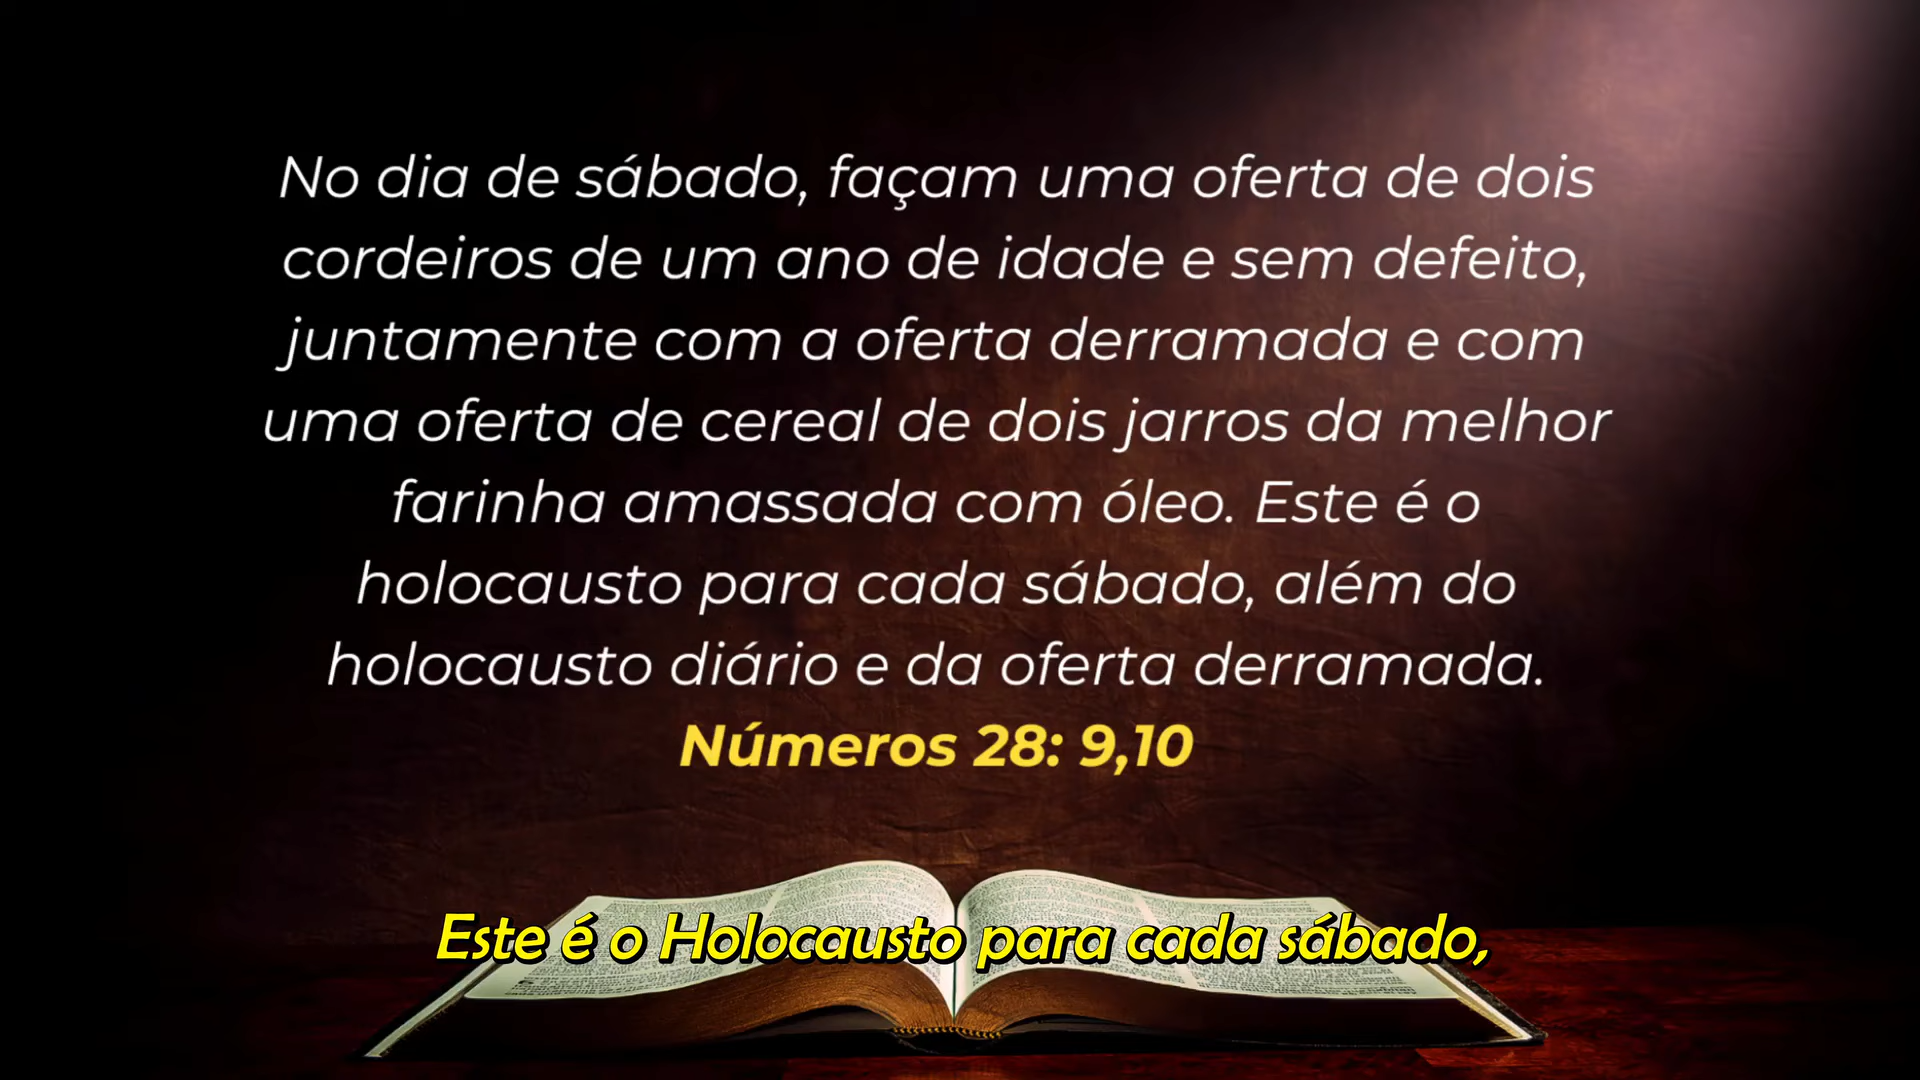 No dia de sábado, façam uma oferta de dois
cordeiros de um ano de idade e sem defeito,
juntamente com a oferta derramada e com
uma oferta de cereal de dois jarros da melhor
farinha amassada com óleo. Este é o
holocausto para cada sábado, além do
holocausto diário e da oferta derramada.
Números 28: 9,10
Este é o Holocausto para cada sábado,